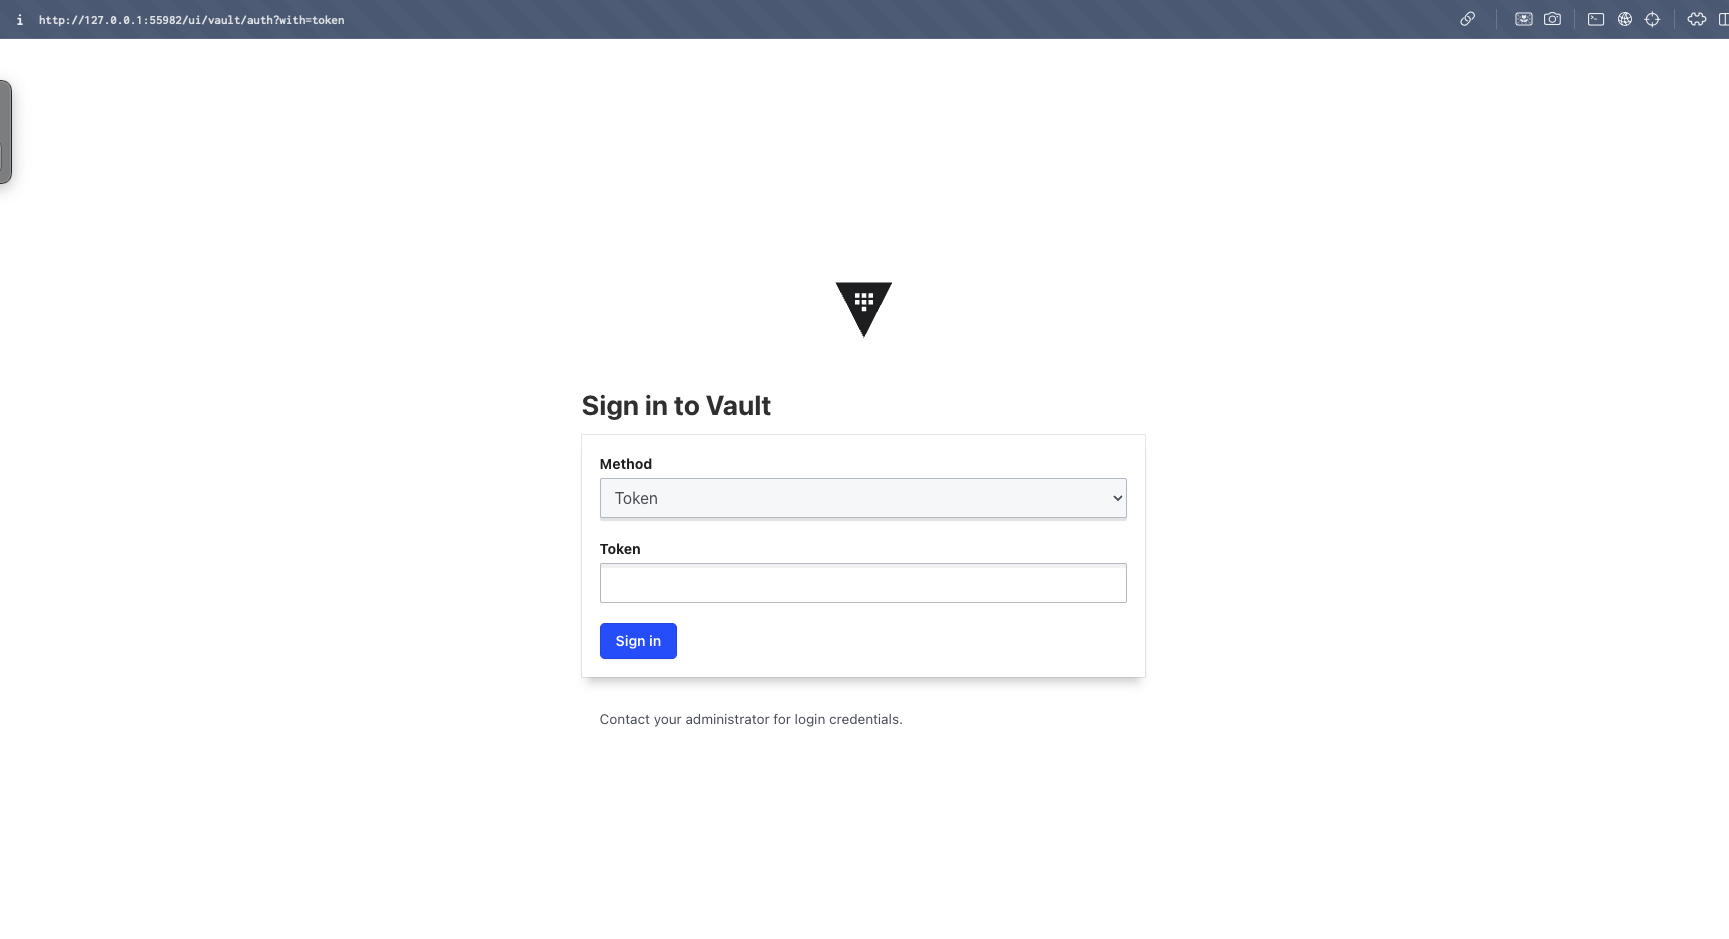 i http://127.0.0.1:55982/ui/vault/auth?with=token
Sign in to Vault
Method
Token
Token
Sign in
Contact your administrator for login credentials.